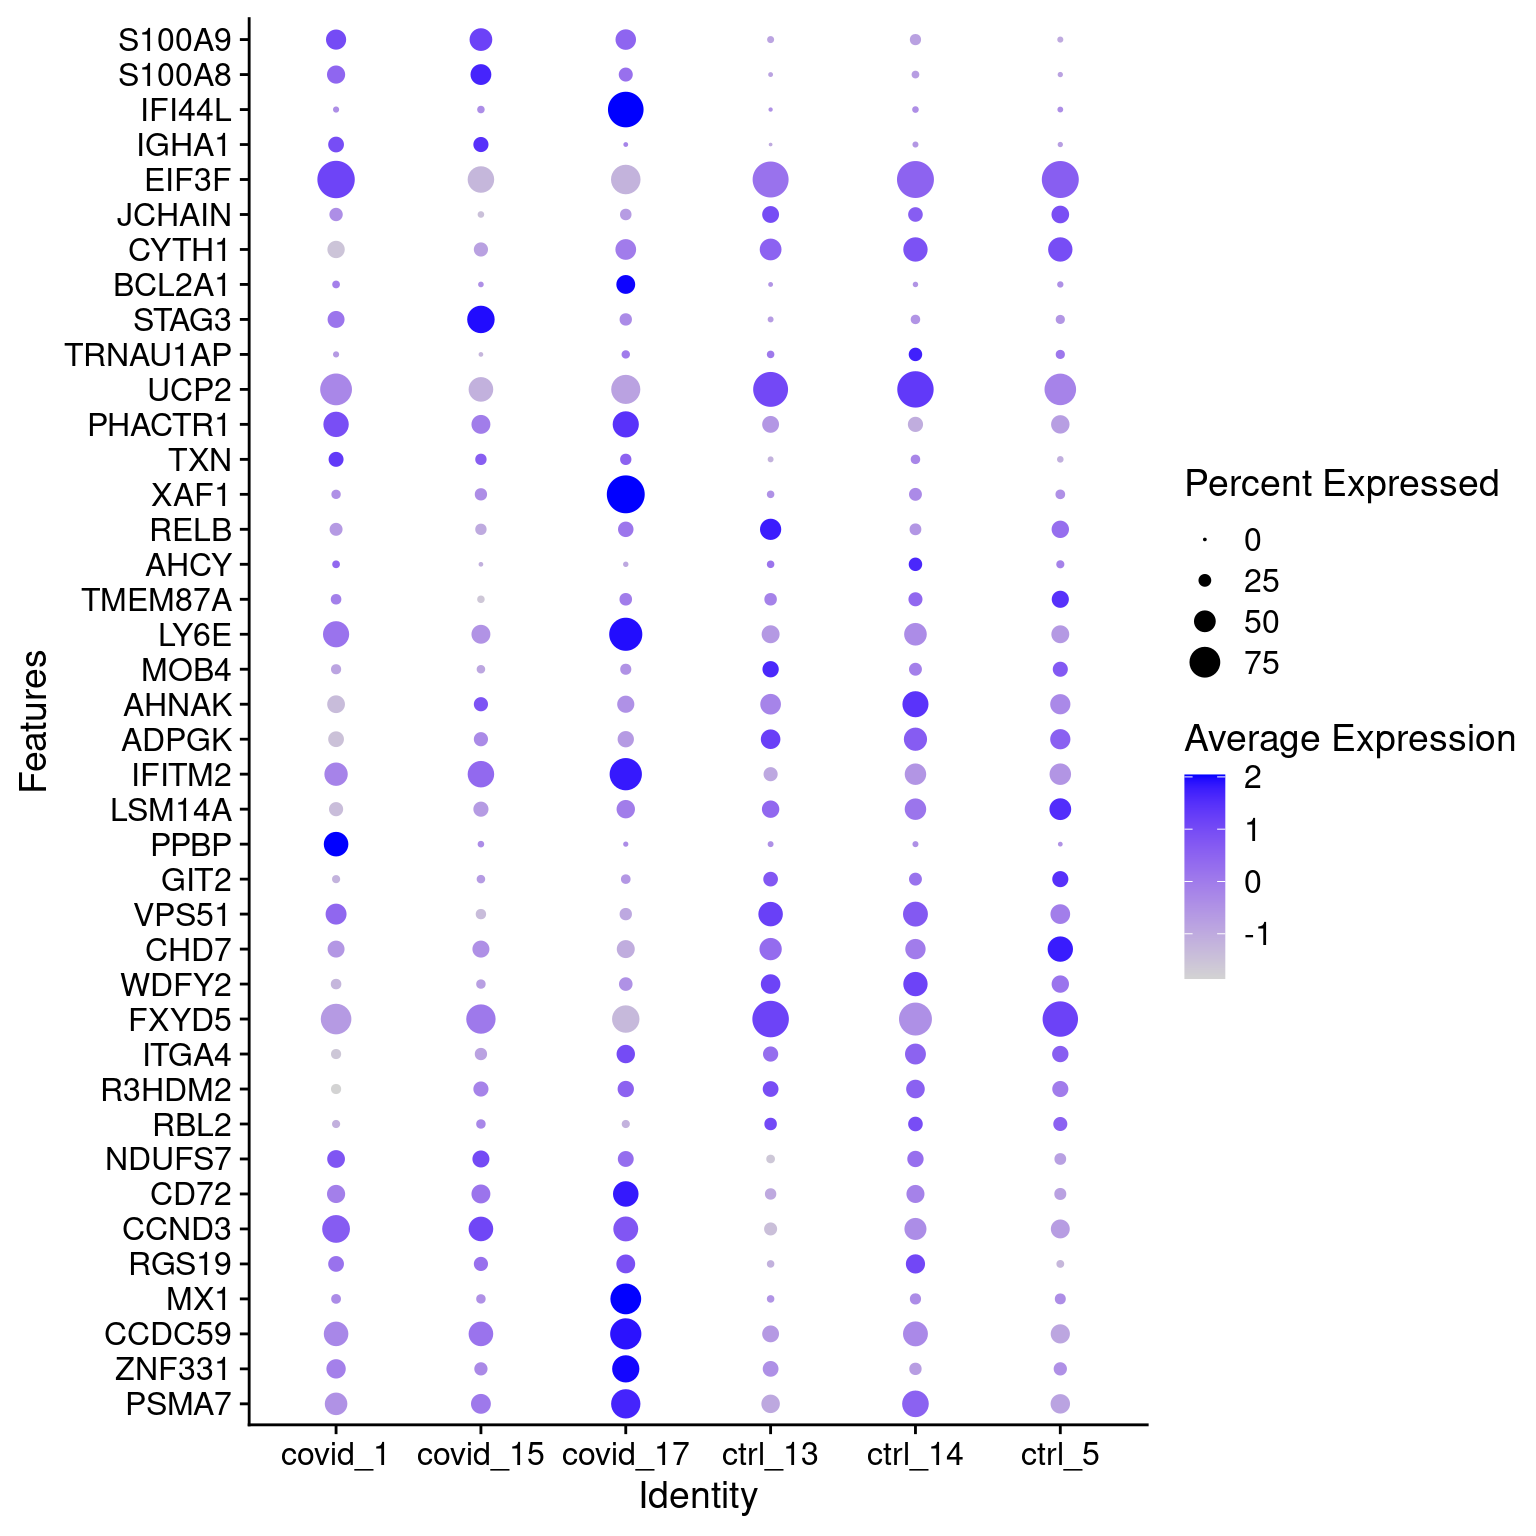 S100A9
S100A8
IFI44L
IGHA1
EIF3F
JCHAIN
CYTH1
BCL2A1
STAG3
TRNAU1AP
UCP2
PHACTR1
TXN
XAF1
RELB
AHCY
TMEM87A
LY6E
MOB4
AHNAK
ADPGK
IFITM2
LSM14A
PPBP
GIT2
VPS51
CHD7
WDFY2
FXYD5
ITGA4
R3HDM2
RBL2
NDUFS7
CD72
CCND3
RGS19
MX1
CCDC59
ZNF331
PSMA7
Features
covid_1 covid_15 covid_17 ctrl_13 ctrl_14 ctrl_5
Identity
Percent Expressed
0
25
50
75
Average Expression
2
1
0
-1